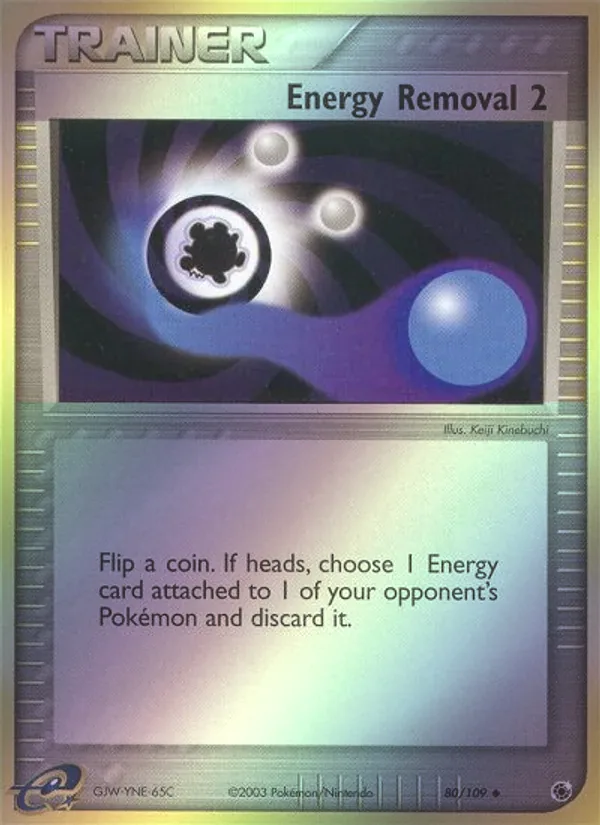 TRAINER
Energy Removal 2
Illus. Keiji Kinebuchi
Flip a coin. If heads, choose 1 Energy
card attached to 1 of your opponent's
Pokémon and discard it.
e
GJW-YNE-65C ©2003 Pokémon/Nintendo 80/109 ◆